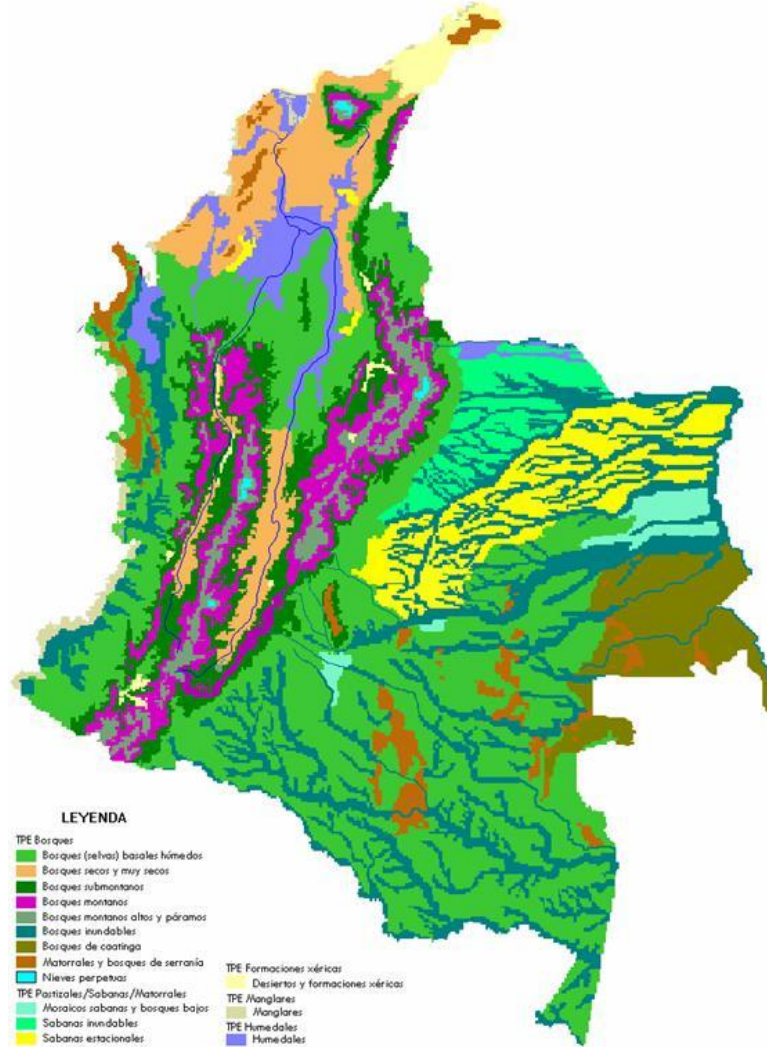 LEYENDA
TPE Bosques
Bosques (selvas) basales húmedos
Bosques secos y muy secos
Bosques submontanos
Bosques montanos
Bosques montanos altos y páramos
Bosques inundables
Bosques de caatinga
Matorrales y bosques de serranía
Nieves perpetuas
TPE Pastizales/Sabanas/Matorrales
Mosaicos sabanas y bosques bajos
Sabanas inundables
Sabanas estacionales
TPE Formaciones xéricas
Desiertos y formaciones xéricas
TPE Manglares
Manglares
TPE Humedales
Humedales